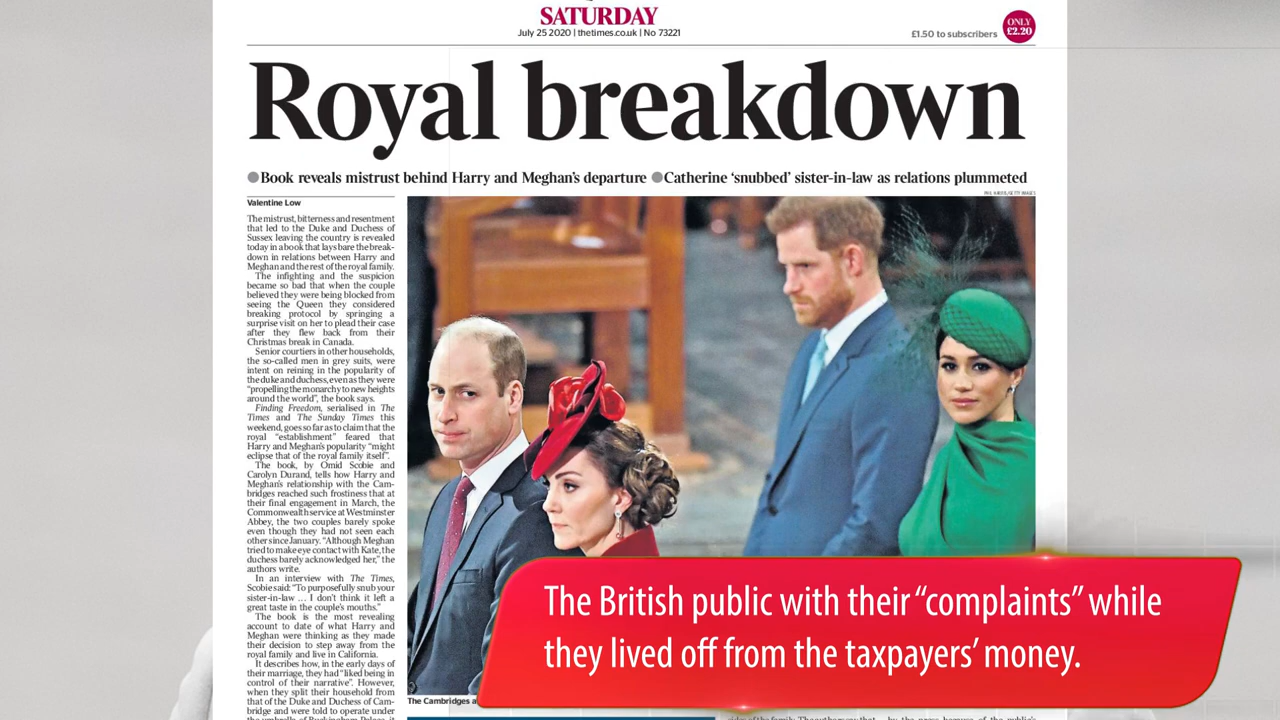 SATURDAY
July 25 2020 | thetimes.co.uk | No 73221
£1.50 to subscribers
ONLY
£2.20
Royal breakdown
●Book reveals mistrust behind Harry and Meghan's departure ●Catherine ‘snubbed’ sister-in-law as relations plummeted
Valentine Low
The mistrust, bitterness and resentment
that led to the Duke and Duchess of
Sussex leaving the country is revealed
today in a book that lays bare the break-
down in relations between Harry and
Meghan and the rest of the royal family.
The infighting and the suspicion
became so bad that when the couple
believed they were being blocked from
seeing the Queen they considered
breaking protocol by springing a
surprise visit on her to plead their case
after they flew back from their
Christmas break in Canada.
Senior courtiers in other households,
the so-called men in grey suits, were
intent on reining in the popularity of
the duke and duchess, even as they were
“propelling the monarchy to new heights
around the world”, the book says.
Finding Freedom, serialised in The
Times and The Sunday Times this
weekend, goes so far as to claim that the
royal “establishment” feared that
Harry and Meghan's popularity “might
eclipse that of the royal family itself”.
The book, by Omid Scobie and
Carolyn Durand, tells how Harry and
Meghan's relationship with the Cam-
bridges reached such frostiness that at
their final engagement in March, the
Commonwealth service at Westminster
Abbey, the two couples barely spoke
even though they had not seen each
other since January. “Although Meghan
tried to make eye contact with Kate, the
duchess barely acknowledged her,” the
authors write.
In an interview with The Times,
Scobie said: “To purposefully snub your
sister-in-law ... I don't think it left a
great taste in the couple's mouths.”
The book is the most revealing
account to date of what Harry and
Meghan were thinking as they made
their decision to step away from the
royal family and live in California.
It describes how, in the early days of
their marriage, they had “liked being in
control of their narrative”. However,
when they split their household from
that of the Duke and Duchess of Cam-
bridge and were told to operate under
The Cambridges a
The British public with their “complaints” while
they lived off from the taxpayers’ money.